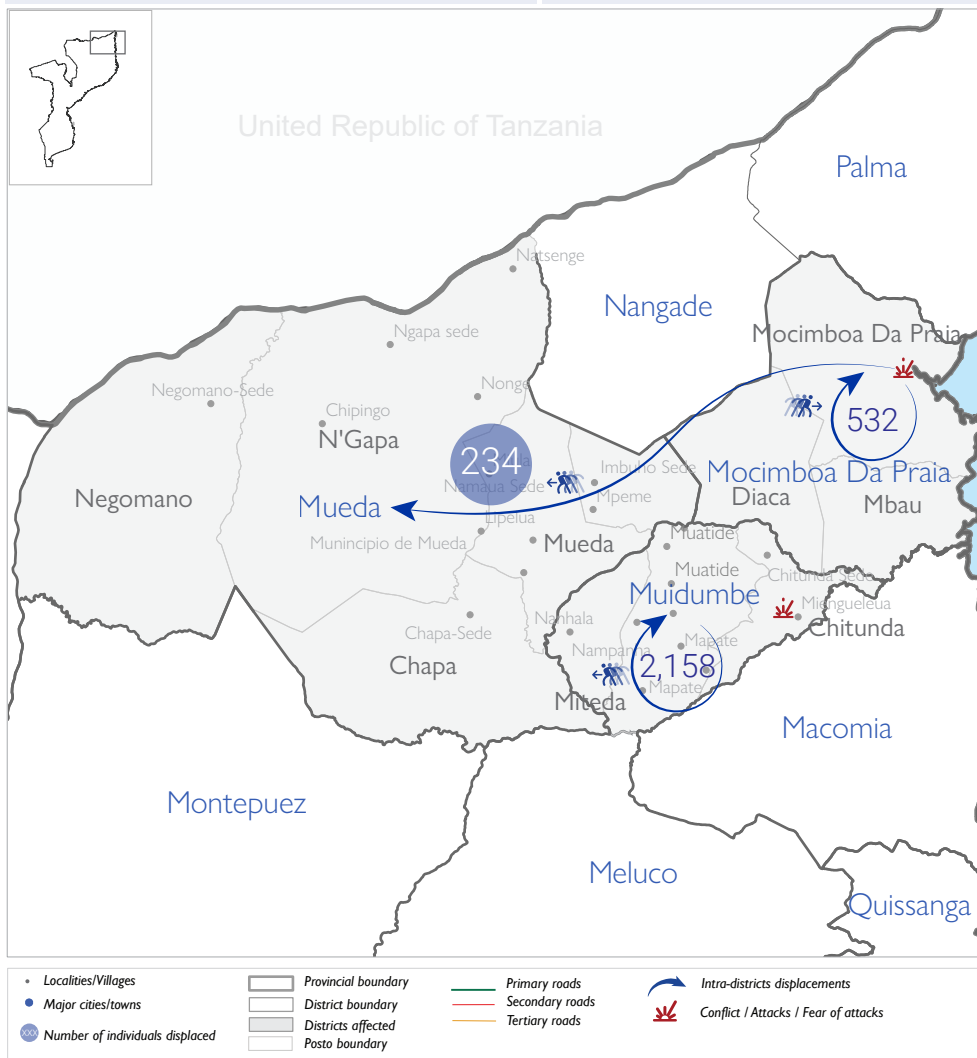 United Republic of Tanzania
Palma
Natsenge
Nangade
Mocimboa Da Praia
Ngapa sede
Negomano-Sede
Nonge
Chipingo
N'Gapa
532
234
Imbuho Sede
Mocimboa Da Praia
Negomano
Namaua Sede
Diaca
Mbau
Mueda
Mpeme
Lipelua
Munincipio de Mueda
Mueda
Muatide
Muatide
Chitunda Sede
Muidumbe
Miengueleua
Chapa-Sede
Nanhala
Chitunda
Nampanha
Mapate
Chapa
2,158
Mapate
Miteda
Macomia
Montepuez
Meluco
Quissanga
Localities/Villages
Major cities/towns
XXX Number of individuals displaced
Provincial boundary
District boundary
Districts affected
Posto boundary
Primary roads
Secondary roads
Tertiary roads
Intra-districts displacements
Conflict / Attacks / Fear of attacks